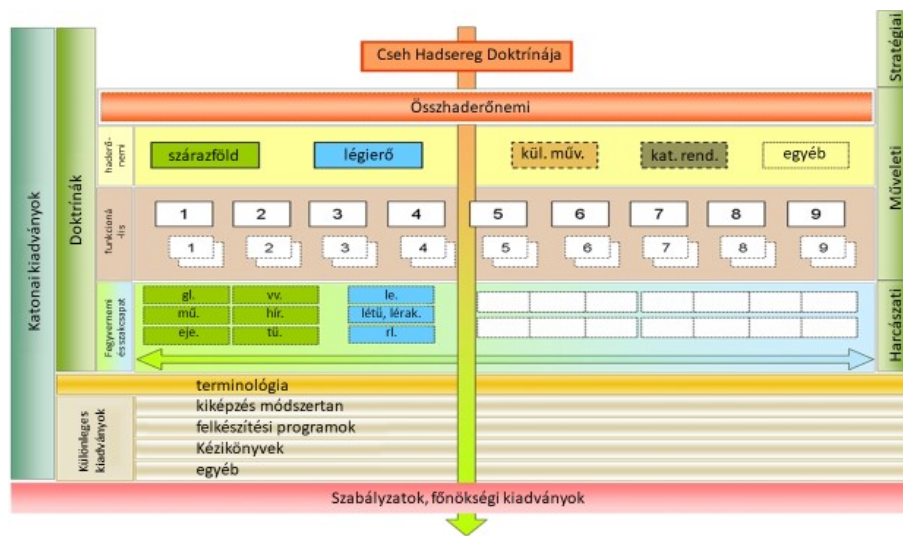 Cseh Hadsereg Doktrínája
Stratégiai
Összhaderőnemi
Katonai kiadványok
Doktrínák
haderő-
nemi
szárazföld
légierő
kül. műv.
kat. rend.
egyéb
Műveleti
funkcioná
-lis
1 2 3 4 5 6 7 8 9
1 2 3 4 5 6 7 8 9
Fegyvernemi
és szakcsapat
gl. vv. le.
mű. hír. létü, lérak.
eje. tü. rl.
Harcászati
terminológia
Különleges
kiadványok
kiképzés módszertan
felkészítési programok
Kézikönyvek
egyéb
Szabályzatok, főnökségi kiadványok